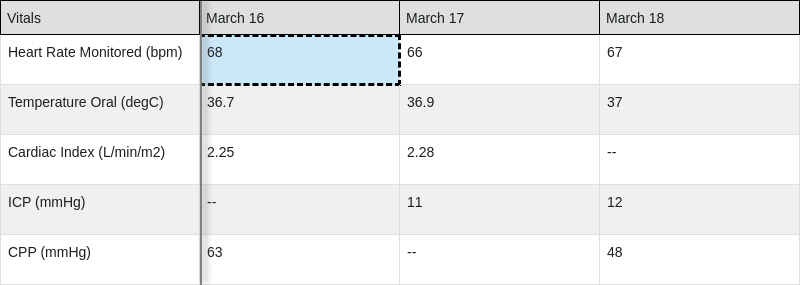 Vitals March 16 March 17 March 18
Heart Rate Monitored (bpm) 68 66 67
Temperature Oral (degC) 36.7 36.9 37
Cardiac Index (L/min/m2) 2.25 2.28 --
ICP (mmHg) -- 11 12
CPP (mmHg) 63 -- 48